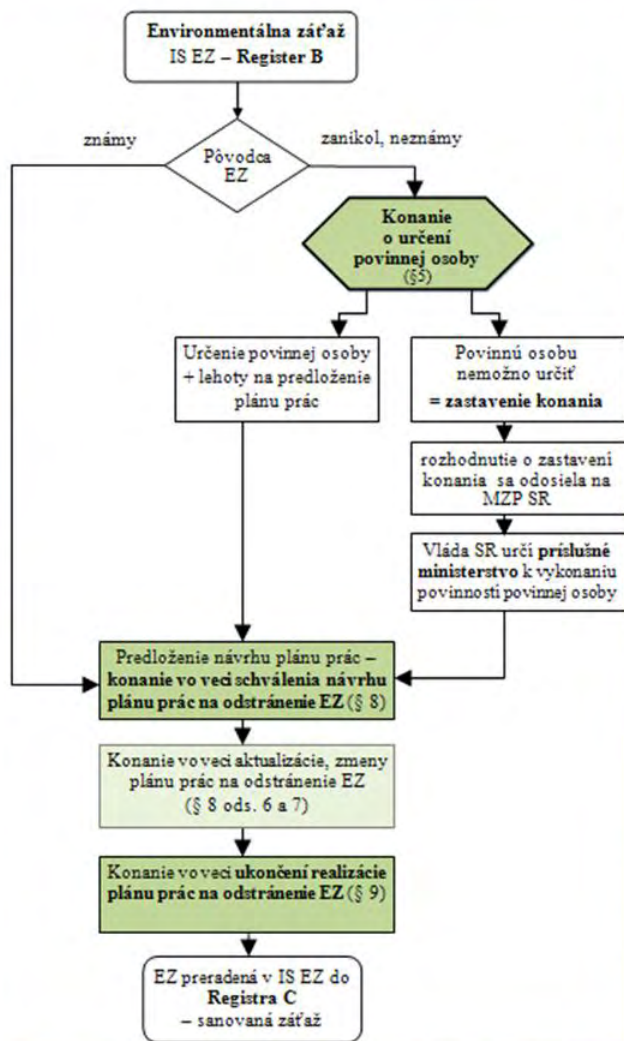 Environmentálna záťaž
IS EZ – Register B
známy
zanikol, neznámy
Pôvodca
EZ
Konanie
o určení
povinnej osoby
(§5)
Určenie povinnej osoby
+ lehoty na predloženie
plánu prác
Povinnú osobu
nemožno určiť
= zastavenie konania
rozhodnutie o zastavení
konania sa odosiela na
MZP SR
Vláda SR určí príslušné
ministerstvo k vykonaniu
povinností povinnej osoby
Predloženie návrhu plánu prác –
konanie vo veci schválenia návrhu
plánu prác na odstránenie EZ (§ 8)
Konanie vo veci aktualizácie, zmeny
plánu prác na odstránenie EZ
(§ 8 ods. 6 a 7)
Konanie vo veci ukončení realizácie
plánu prác na odstránenie EZ (§ 9)
EZ preradená v IS EZ do
Registra C
– sanovaná záťaž